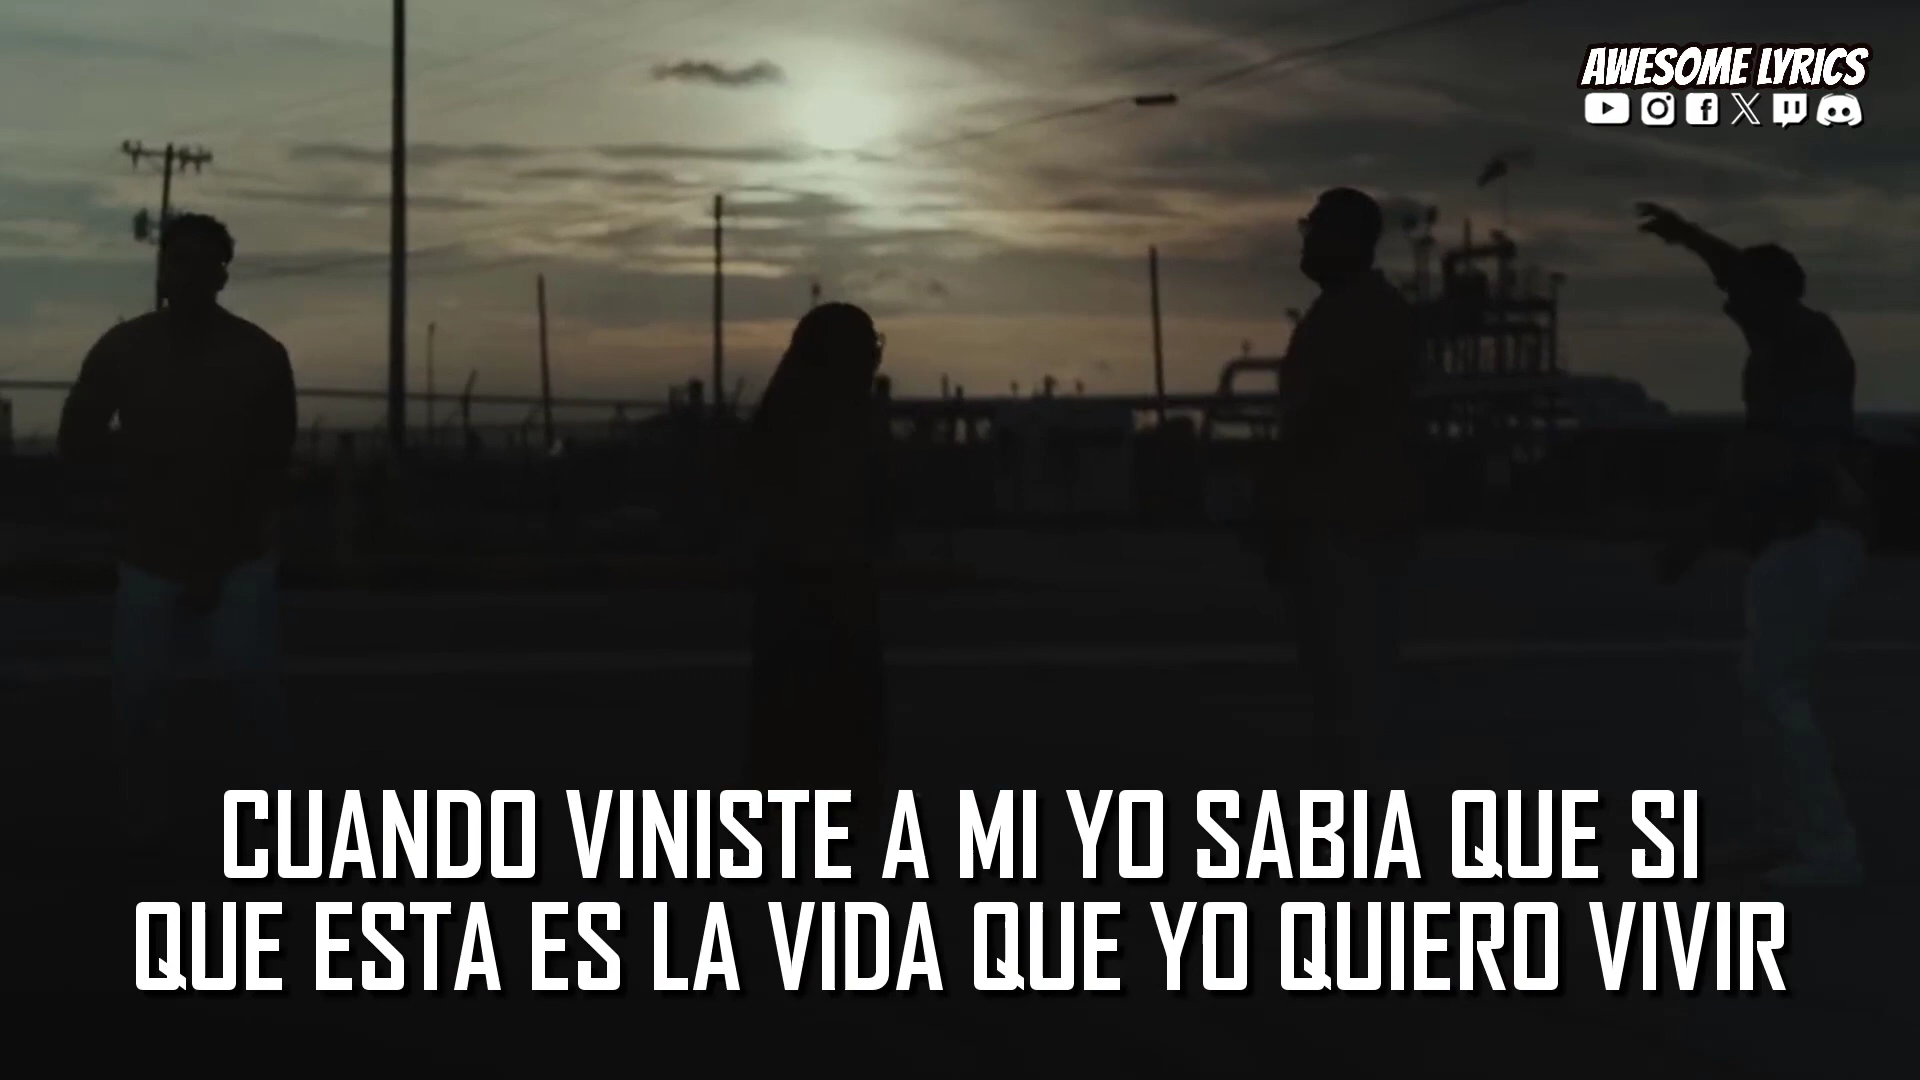 AWESOME LYRICS
CUANDO VINISTE A MI YO SABIA QUE SI
QUE ESTA ES LA VIDA QUE YO QUIERO VIVIR